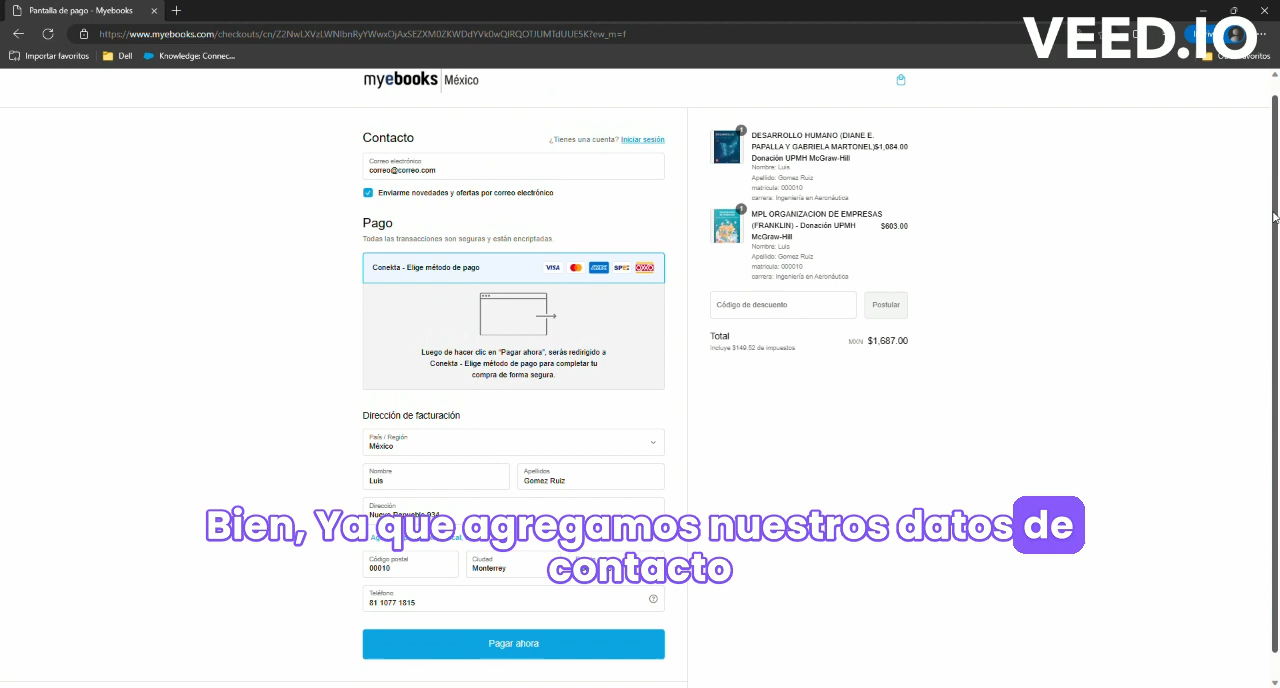 Pantalla de pago - Myebooks
https://www.myebooks.com/checkouts/cn/
Importar favoritos
Dell
Knowledge Connec...
VEED.IO
myebooks México
Contacto
¿Tienes una cuenta? Iniciar sesión
Correo electrónico
correo@correo.com
Enviarme novedades y ofertas por correo electrónico
Pago
Todas las transacciones son seguras y están encriptadas.
Conekta - Elige método de pago
VISA
Luego de hacer clic en "Pagar ahora", serás redirigido a
Conekta - Elige método de pago para completar tu
compra de forma segura.
Dirección de facturación
País / Región
México
Nombre
Luis
Apellidos
Gomez Ruiz
Dirección
Bien, Ya que agregamos nuestros datos de
contacto
Código postal
00010
Ciudad
Monterrey
Teléfono
81 1077 1815
Pagar ahora
1
DESARROLLO HUMANO (DIANE E.
PAPALLA Y GABRIELA MARTONEL) $1,084.00
Donación UPMH McGraw-Hill
Nombre: Luis
Apellido: Gomez Ruiz
matricula: 000010
carrera: Ingeniería en Aeronáutica
1
MPL ORGANIZACION DE EMPRESAS
(FRANKLIN) - Donación UPMH $603.00
McGraw-Hill
Nombre: Luis
Apellido: Gomez Ruiz
matricula: 000010
carrera: Ingeniería en Aeronáutica
Código de descuento
Postular
Total
Incluye $149.52 de impuestos
MXN $1,687.00